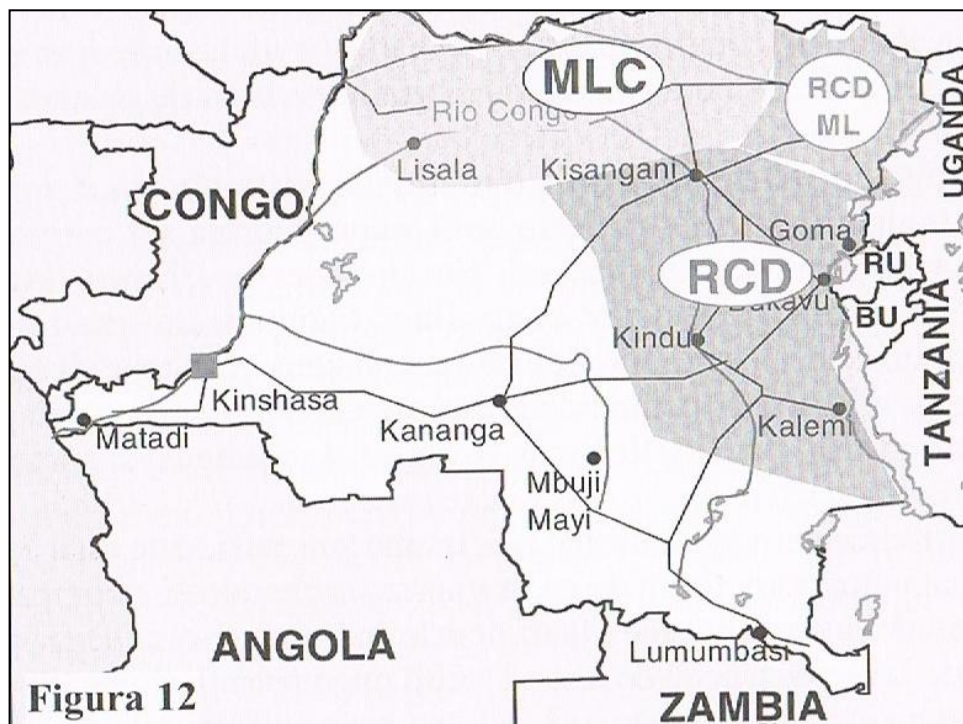 MLC
RCD
ML
UGANDA
Rio Congo
Lisala
Kisangani
CONGO
Goma
RU
RCD
Bukavu
BU
TANZANIA
Kindu
Kinshasa
Matadi
Kananga
Kalemi
Mbuji
Mayi
ANGOLA
Lumumbasi
Figura 12
ZAMBIA